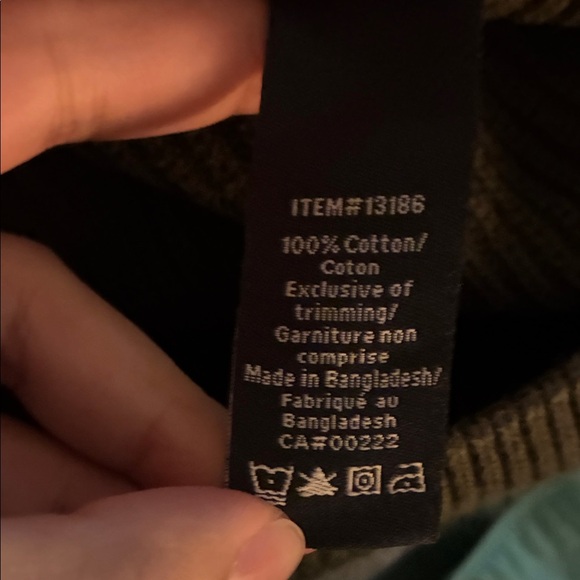 ITEM#13186
100% Cotton/
Coton
Exclusive of
trimming/
Garniture non
comprise
Made in Bangladesh/
Fabriqué au
Bangladesh
CA#00222